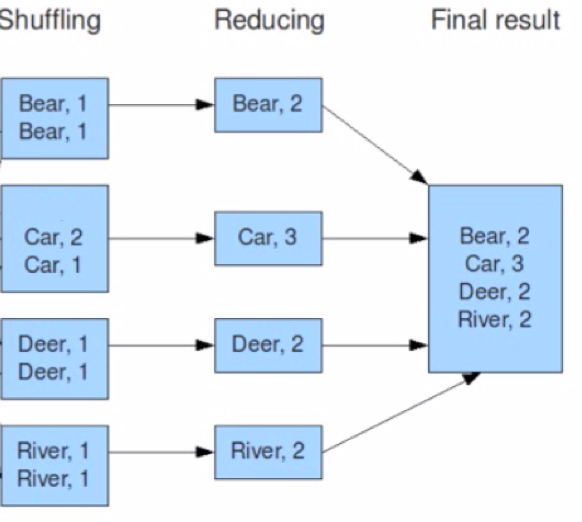 Shuffling
Reducing
Final result
Bear, 1
Bear, 1
Bear, 2
Car, 2
Car, 1
Car, 3
Deer, 1
Deer, 1
Deer, 2
River, 1
River, 1
River, 2
Bear, 2
Car, 3
Deer, 2
River, 2